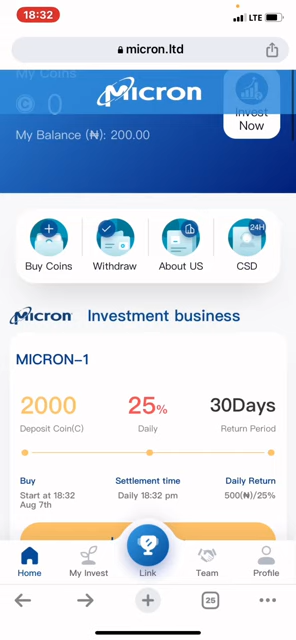 18:32
LTE
micron.ltd
My Coins
C 0
Micron
Invest
Now
My Balance (₦): 200.00
24H
Buy Coins
Withdraw
About US
CSD
Micron Investment business
MICRON-1
2000
25%
30Days
Deposit Coin(C)
Daily
Return Period
Buy
Settlement time
Daily Return
Start at 18:32
Aug 7th
Daily 18:32 pm
500(₦)/25%
Home
My Invest
Link
Team
Profile
25